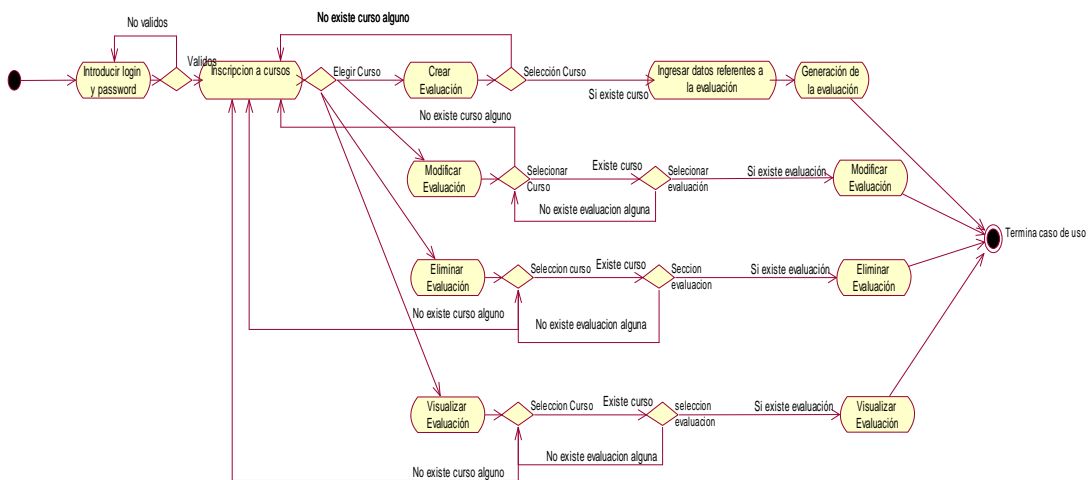 No existe curso alguno
No validos
Validos
Introducir login
y password
Inscripcion a cursos
Elegir Curso
Crear
Evaluación
Selección Curso
Si existe curso
Ingresar datos referentes a
la evaluación
Generación de
la evaluación
No existe curso alguno
Modificar
Evaluación
Selecionar
Curso
Existe curso
Selecionar
evaluación
Si existe evaluación
Modificar
Evaluación
No existe evaluacion alguna
Termina caso de uso
Eliminar
Evaluación
Seleccion curso
Existe curso
Seccion
evaluacion
Si existe evaluación
Eliminar
Evaluación
No existe curso alguno
No existe evaluacion alguna
Visualizar
Evaluación
Seleccion Curso
Existe curso
seleccion
evaluacion
Si existe evaluación
Visualizar
Evaluación
No existe evaluacion alguna
No existe curso alguno